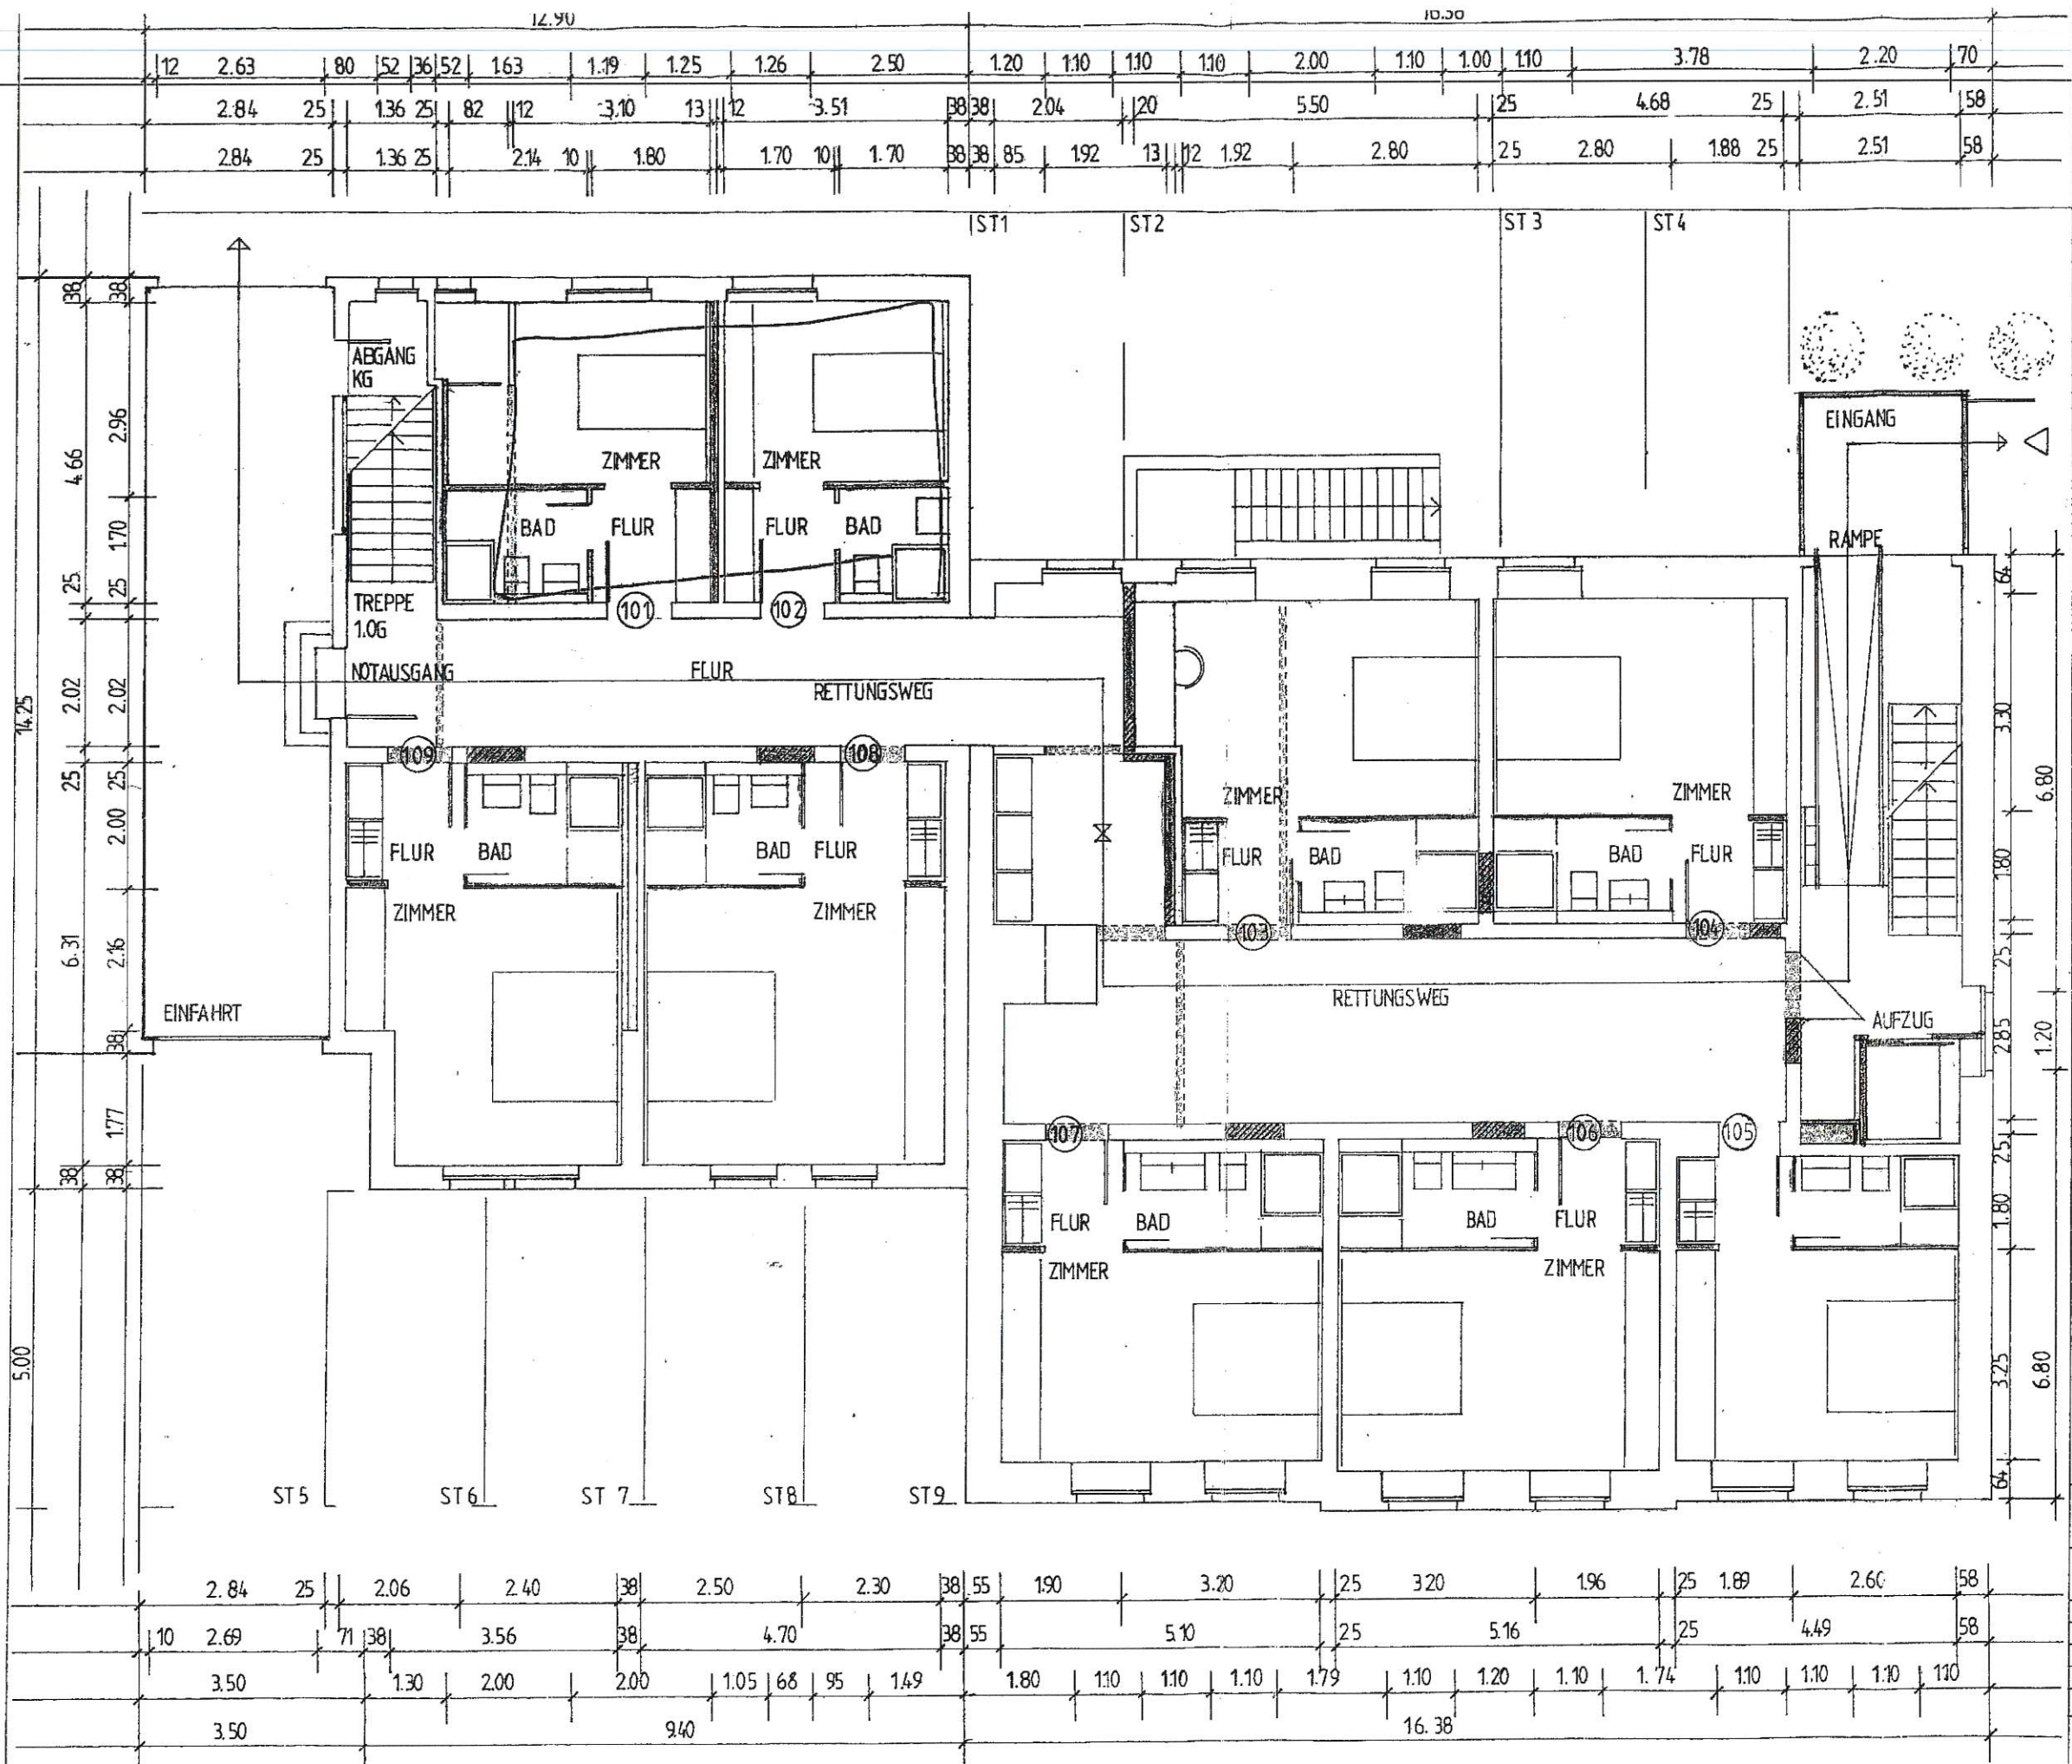 12.90
12 2.63 80 52 36 52 1.63 1.19 1.25 1.26 2.50 1.20 1.10 1.10 1.10 2.00 1.10 1.00 1.10 3.78 2.20 70
2.84 25 1.36 25 82 12 3.10 13 12 3.51 38 38 2.04 20 5.50 25 4.68 25 2.51 58
2.84 25 1.36 25 2.14 10 1.80 1.70 10 1.70 38 38 85 1.92 13 12 1.92 2.80 25 2.80 1.88 25 2.51 58
ST1 ST2 ST 3 ST 4
38 38
ABGANG
KG
EINGANG
2.96
4.66
ZIMMER ZIMMER
BAD FLUR FLUR BAD
1.70
RAMPE
25 25
64
TREPPE
1.OG
101 102
NOTAUSGANG FLUR
RETTUNGSWEG
14.25 2.02 2.02
3.30
109 108
25 25
ZIMMER ZIMMER
6.80
2.00
FLUR BAD BAD FLUR
FLUR BAD BAD FLUR
1.80
ZIMMER ZIMMER
103 104
6.31 2.16
25
RETTUNGSWEG
EINFAHRT
AUFZUG
38
2.85 1.20
1.77
107 106 105
25
38 38
FLUR BAD BAD FLUR
1.80
ZIMMER ZIMMER
5.00
3.25 6.80
64
ST 5 ST 6 ST 7 ST 8 ST 9
2.84 25 2.06 2.40 38 2.50 2.30 38 55 1.90 3.20 25 3.20 1.96 25 1.89 2.60 58
10 2.69 71 38 3.56 38 4.70 38 55 5.10 25 5.16 25 4.49 58
3.50 1.30 2.00 2.00 1.05 68 95 1.49 1.80 1.10 1.10 1.10 1.79 1.10 1.20 1.10 1.74 1.10 1.10 1.10 1.10
3.50 9.40 16.38